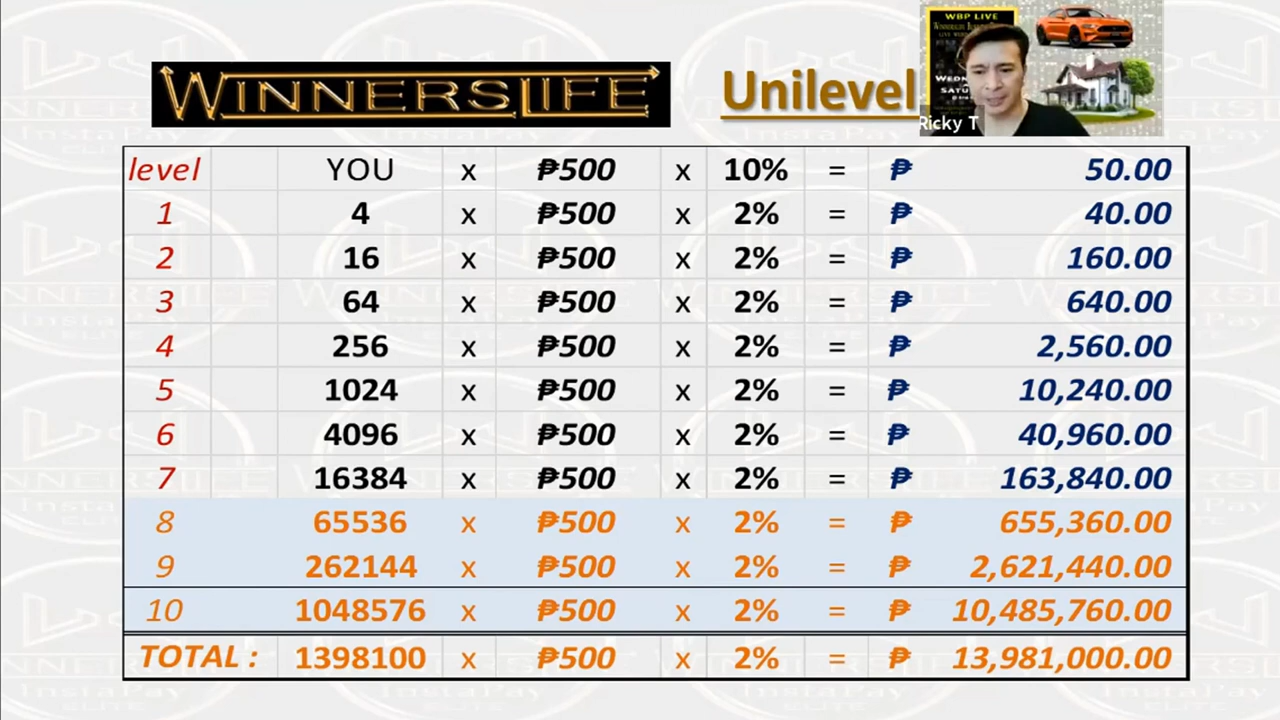 WINNERSLIFE
Unilevel
WBP LIVE
Ricky T
level YOU x ₱500 x 10% = ₱ 50.00
1 4 x ₱500 x 2% = ₱ 40.00
2 16 x ₱500 x 2% = ₱ 160.00
3 64 x ₱500 x 2% = ₱ 640.00
4 256 x ₱500 x 2% = ₱ 2,560.00
5 1024 x ₱500 x 2% = ₱ 10,240.00
6 4096 x ₱500 x 2% = ₱ 40,960.00
7 16384 x ₱500 x 2% = ₱ 163,840.00
8 65536 x ₱500 x 2% = ₱ 655,360.00
9 262144 x ₱500 x 2% = ₱ 2,621,440.00
10 1048576 x ₱500 x 2% = ₱ 10,485,760.00
TOTAL : 1398100 x ₱500 x 2% = ₱ 13,981,000.00